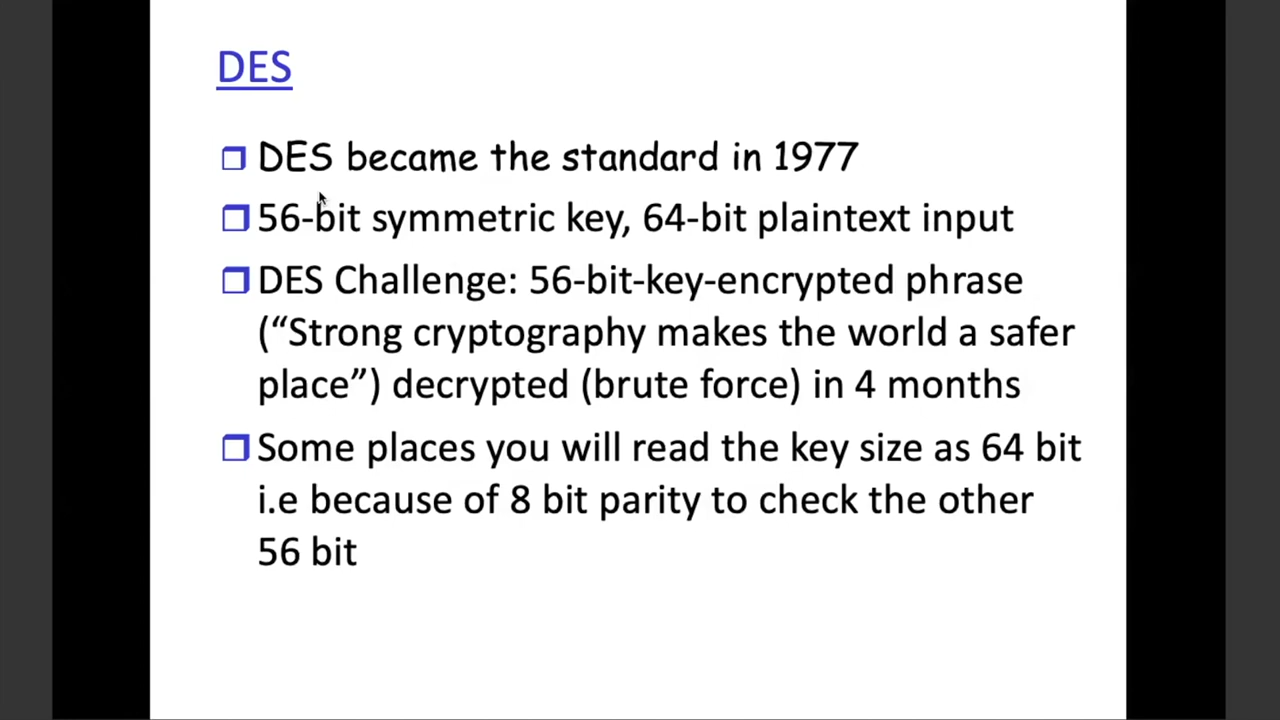 DES
DES became the standard in 1977
56-bit symmetric key, 64-bit plaintext input
DES Challenge: 56-bit-key-encrypted phrase
(“Strong cryptography makes the world a safer
place”) decrypted (brute force) in 4 months
Some places you will read the key size as 64 bit
i.e because of 8 bit parity to check the other
56 bit